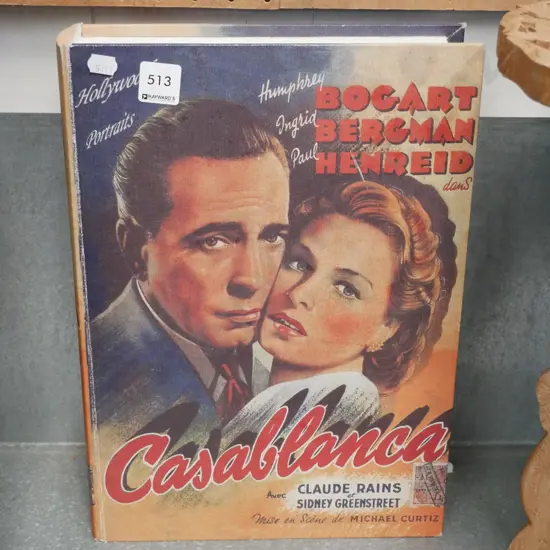 513
HAYWARD'S
Hollywood
Portraits
Humphrey
BOGART
Ingrid
BERGMAN
Paul
HENREID
dans
Casablanca
Avec CLAUDE RAINS
et
SIDNEY GREENSTREET
Mise en Scène de MICHAEL CURTIZ